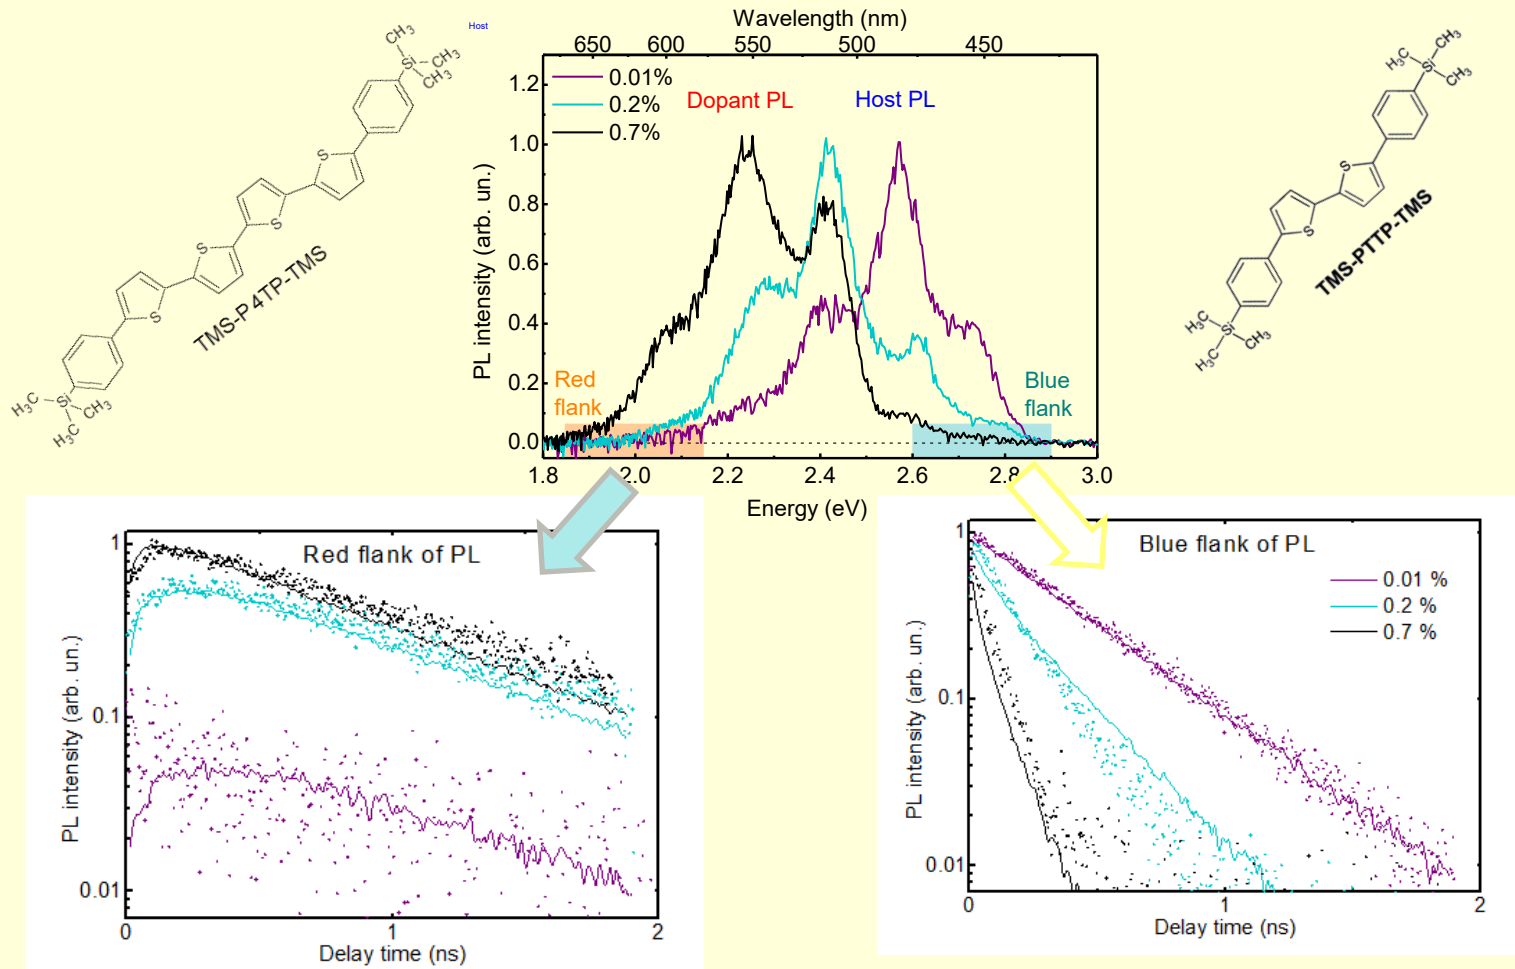 Host
Wavelength (nm)
650 600 550 500 450
0.01%
0.2%
0.7%
Dopant PL
Host PL
PL intensity (arb. un.)
1.2
1.0
0.8
0.6
0.4
0.2
0.0
Red
flank
Blue
flank
1.8 2.0 2.2 2.4 2.6 2.8 3.0
Energy (eV)
CH₃
Si
CH₃
CH₃
S
S
S
S
Si
H₃C
CH₃
H₃C
TMS-P4TP-TMS
H₃C
CH₃
Si
CH₃
S
S
H₃C
Si
H₃C
CH₃
TMS-PTTP-TMS
Red flank of PL
PL intensity (arb. un.)
1
0.1
0.01
0 1 2
Delay time (ns)
Blue flank of PL
0.01 %
0.2 %
0.7 %
PL intensity (arb. un.)
1
0.1
0.01
0 1 2
Delay time (ns)